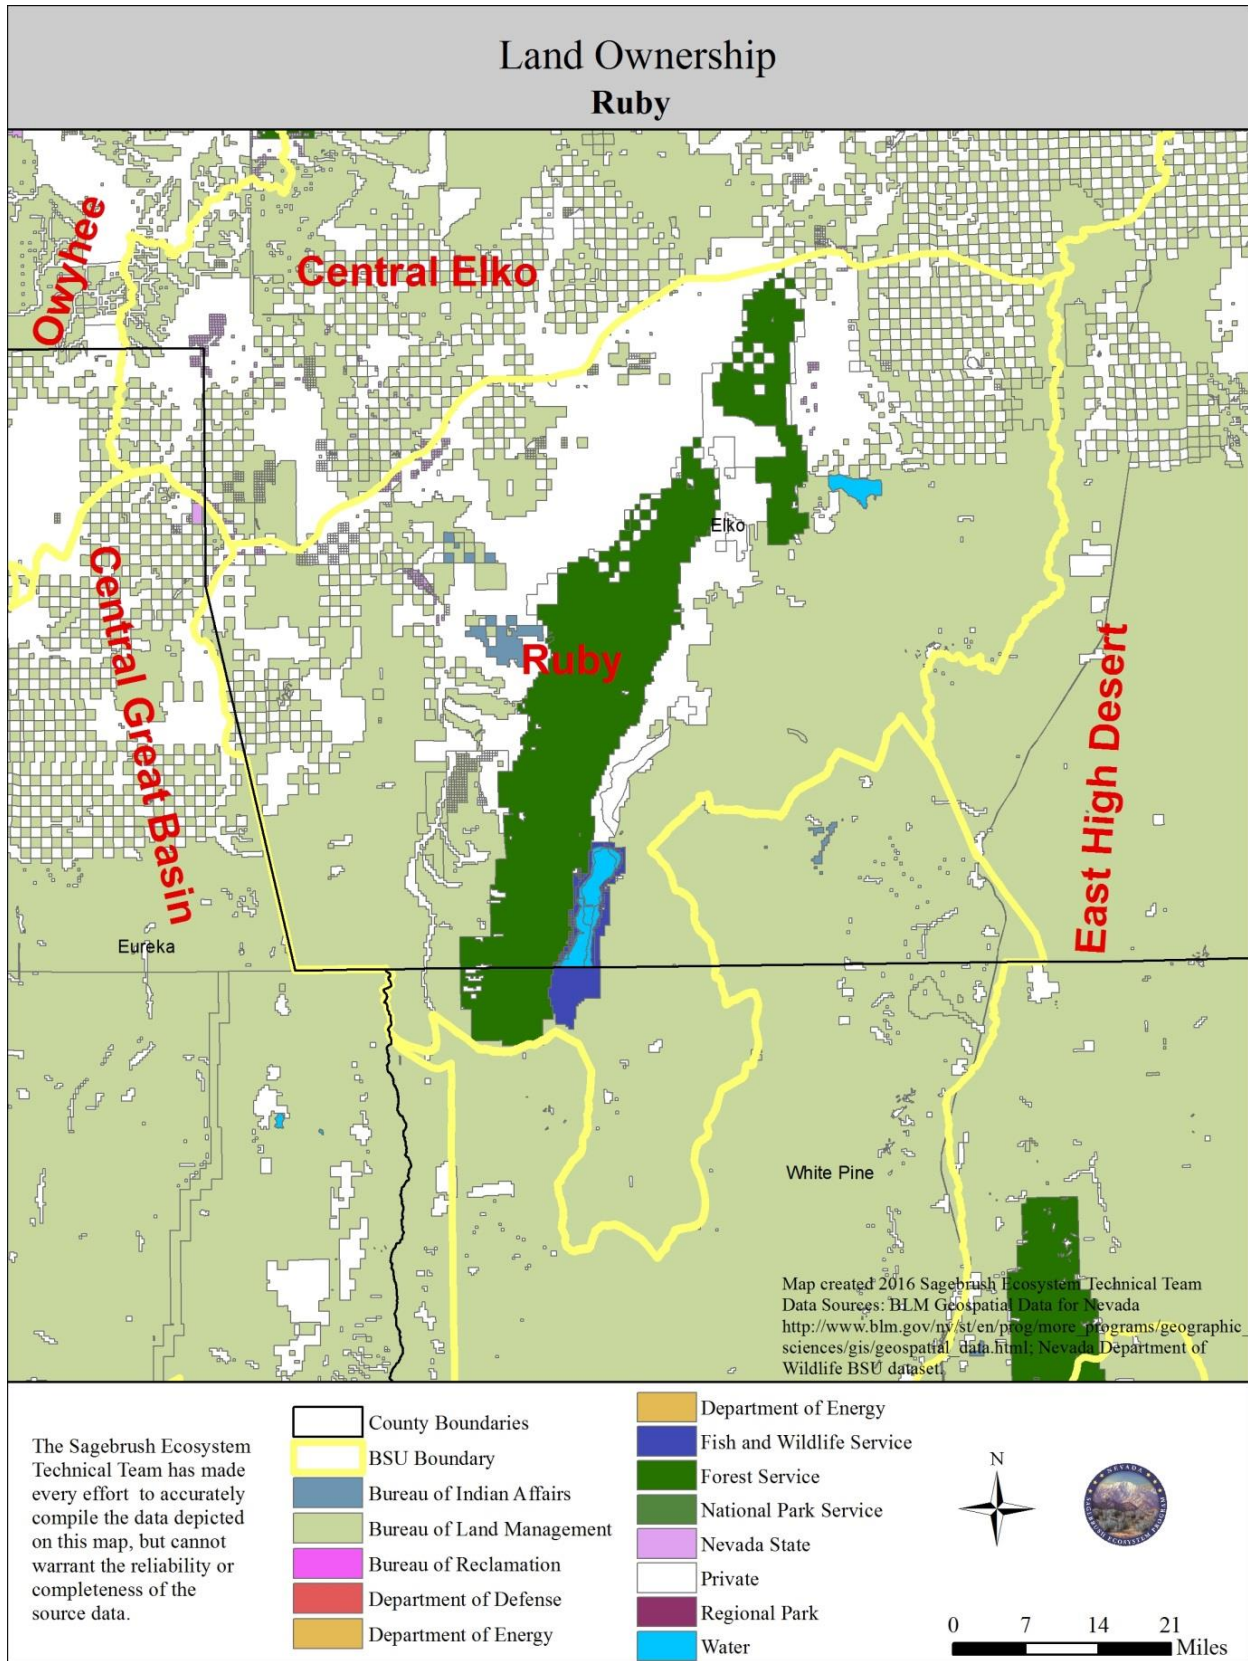 Land Ownership
Ruby
Owyhee
Central Elko
Elko
Ruby
Central Great Basin
East High Desert
Eureka
White Pine
Map created 2016 Sagebrush Ecosystem Technical Team
Data Sources: BLM Geospatial Data for Nevada
http://www.blm.gov/nv/st/en/prog/more_programs/geographic_
sciences/gis/geospatial_data.html; Nevada Department of
Wildlife BSU dataset.
The Sagebrush Ecosystem
Technical Team has made
every effort to accurately
compile the data depicted
on this map, but cannot
warrant the reliability or
completeness of the
source data.
County Boundaries
BSU Boundary
Bureau of Indian Affairs
Bureau of Land Management
Bureau of Reclamation
Department of Defense
Department of Energy
Department of Energy
Fish and Wildlife Service
Forest Service
National Park Service
Nevada State
Private
Regional Park
Water
N
NEVADA
SAGEBRUSH ECOSYSTEM PROGRAM
0 7 14 21
Miles